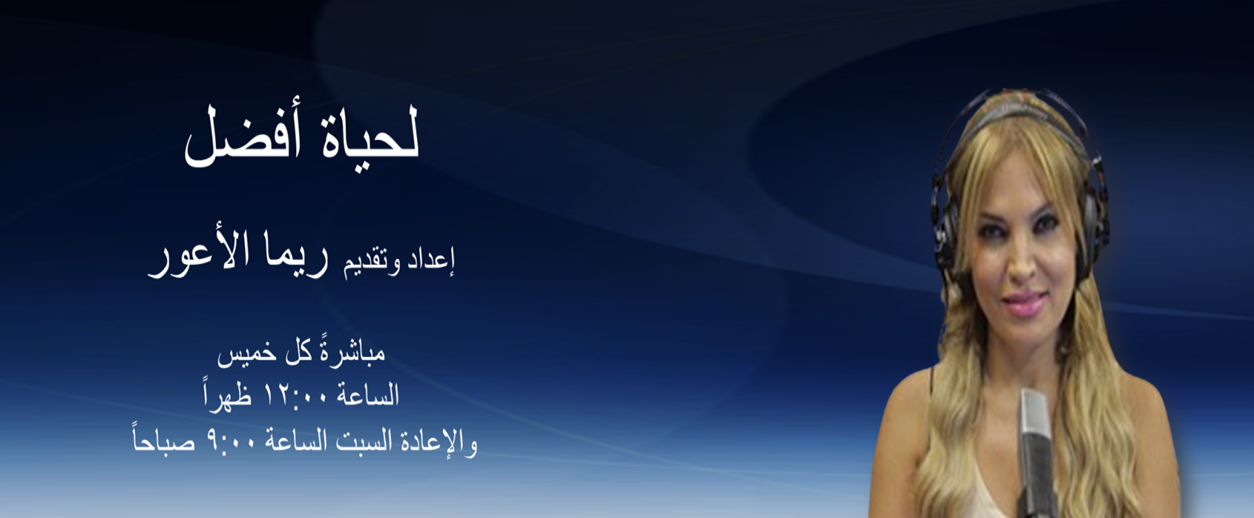 لحياة أفضل
إعداد وتقديم ريما الأعور
مباشرةً كل خميس
الساعة ١٢:٠٠ ظهراً
والإعادة السبت الساعة ٩:٠٠ صباحاً